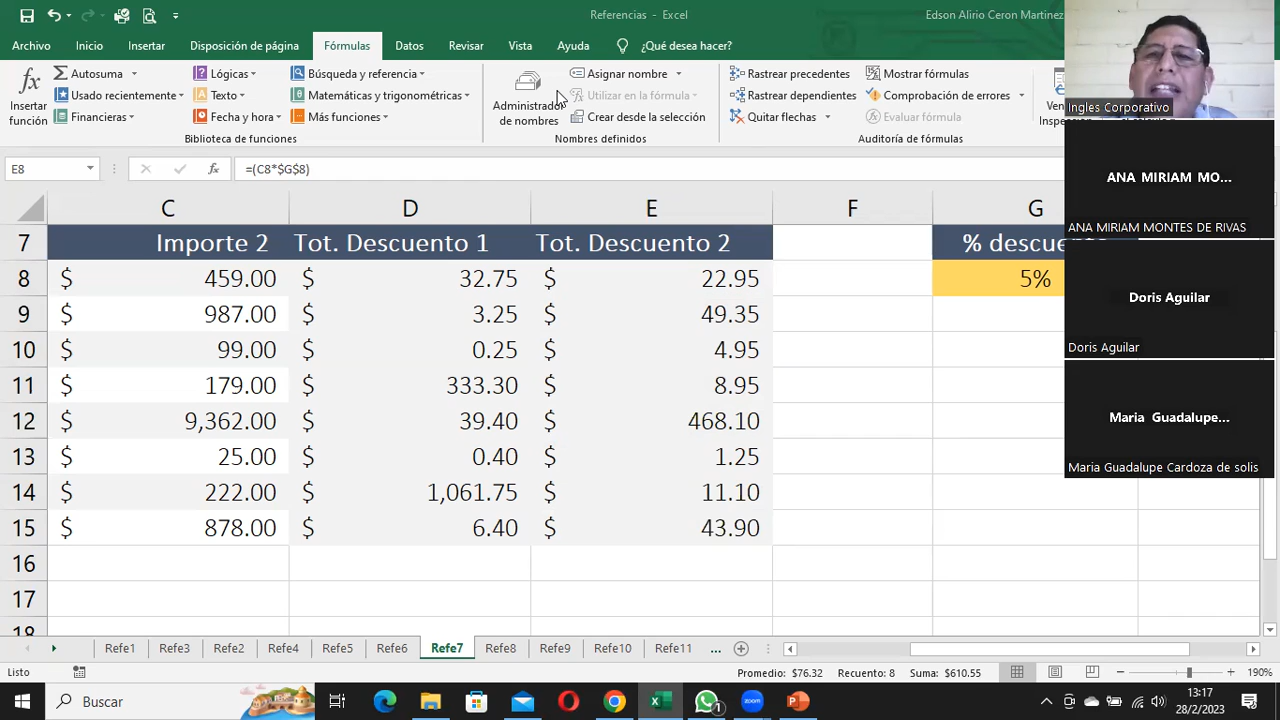 Referencias - Excel
Edson Alirio Ceron Martinez
Archivo Inicio Insertar Disposición de página Fórmulas Datos Revisar Vista Ayuda ¿Qué desea hacer?
Insertar función
Autosuma
Usado recientemente
Financieras
Lógicas
Texto
Fecha y hora
Búsqueda y referencia
Matemáticas y trigonométricas
Más funciones
Biblioteca de funciones
Administrador de nombres
Asignar nombre
Utilizar en la fórmula
Crear desde la selección
Nombres definidos
Rastrear precedentes
Rastrear dependientes
Quitar flechas
Mostrar fórmulas
Comprobación de errores
Evaluar fórmula
Auditoría de fórmulas
E8 fx =(C8*$G$8)
C D E F G
7 Importe 2 Tot. Descuento 1 Tot. Descuento 2 % descuento
8 $ 459.00 $ 32.75 $ 22.95 5%
9 $ 987.00 $ 3.25 $ 49.35
10 $ 99.00 $ 0.25 $ 4.95
11 $ 179.00 $ 333.30 $ 8.95
12 $ 9,362.00 $ 39.40 $ 468.10
13 $ 25.00 $ 0.40 $ 1.25
14 $ 222.00 $ 1,061.75 $ 11.10
15 $ 878.00 $ 6.40 $ 43.90
16
17
18
Ingles Corporativo
ANA MIRIAM MO...
ANA MIRIAM MONTES DE RIVAS
Doris Aguilar
Doris Aguilar
Maria Guadalupe...
Maria Guadalupe Cardoza de solis
Refe1 Refe3 Refe2 Refe4 Refe5 Refe6 Refe7 Refe8 Refe9 Refe10 Refe11 ...
Listo Promedio: $76.32 Recuento: 8 Suma: $610.55 190%
Buscar
zoom
1
13:17
28/2/2023